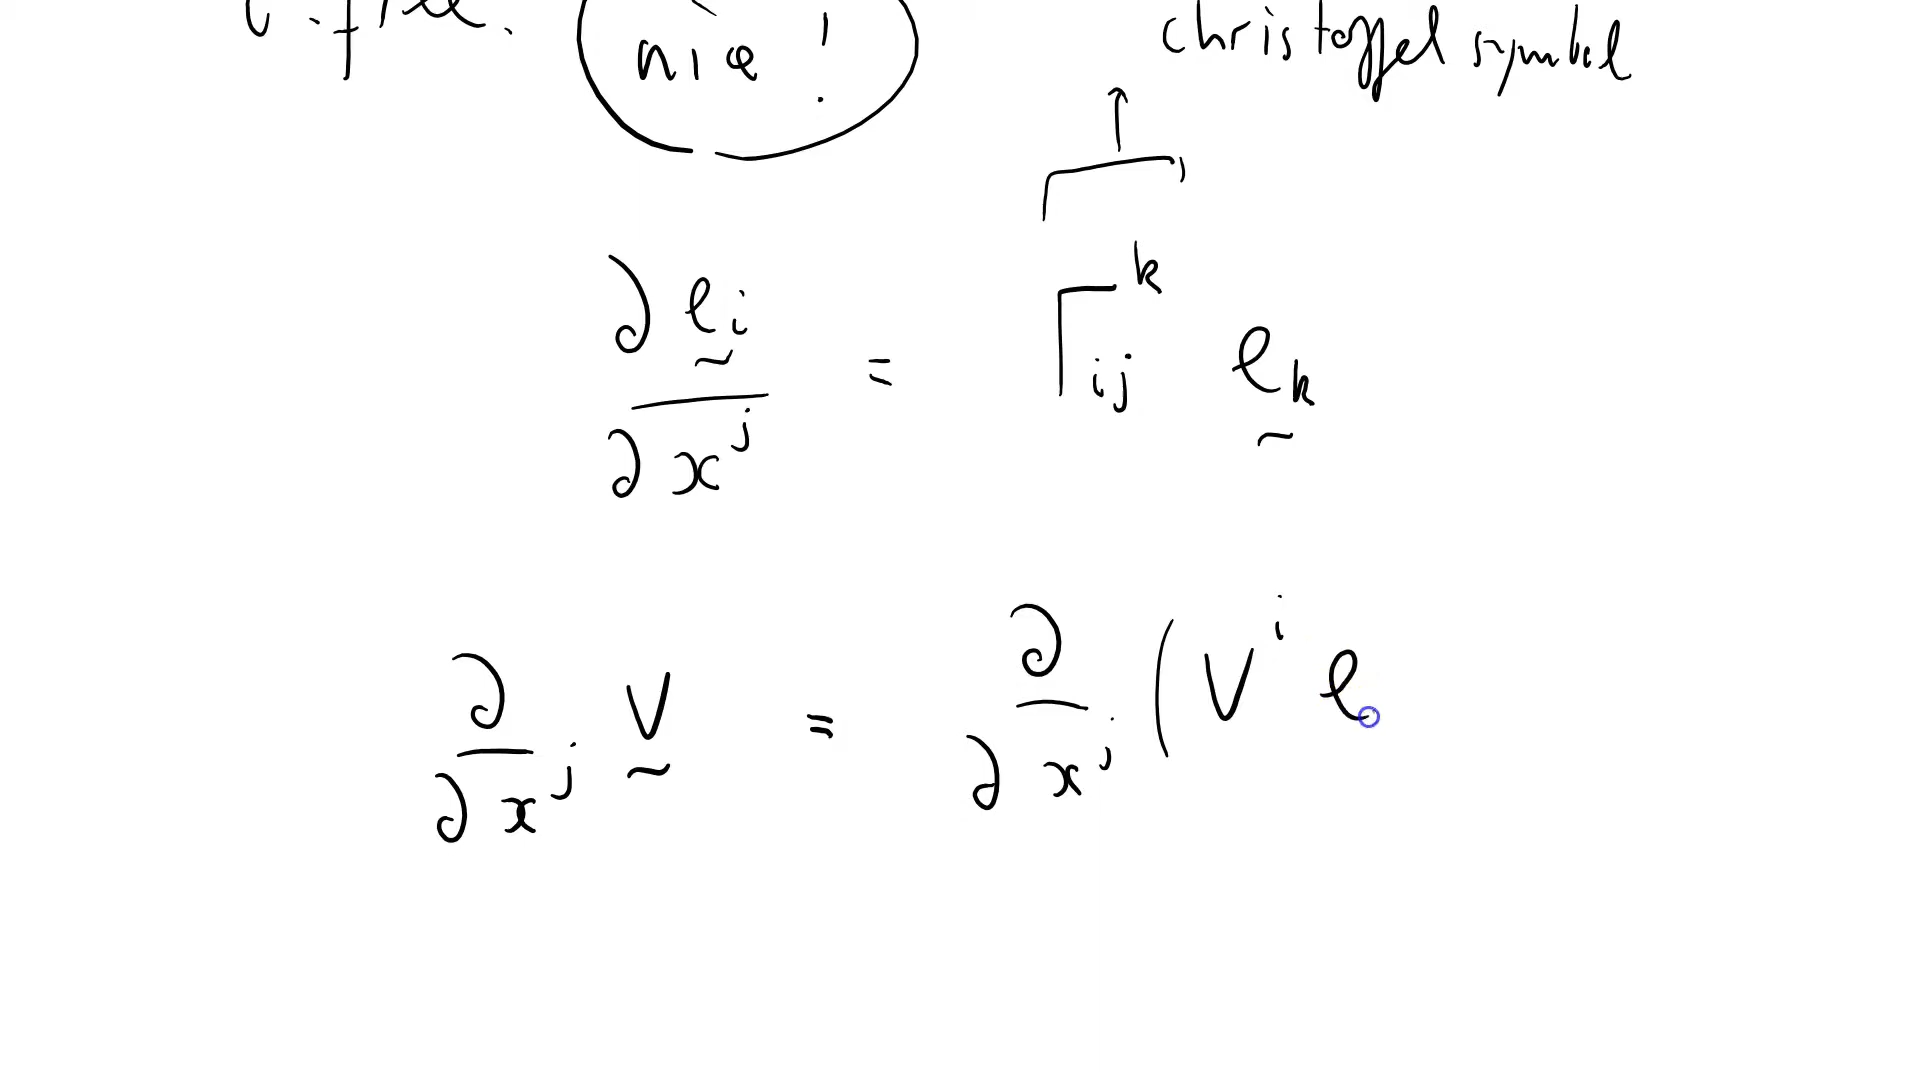 nice!
christoffel symbol
∂e_i/∂x^j = Γ^k_ij e_k
∂/∂x^j V = ∂/∂x^j (V^i e